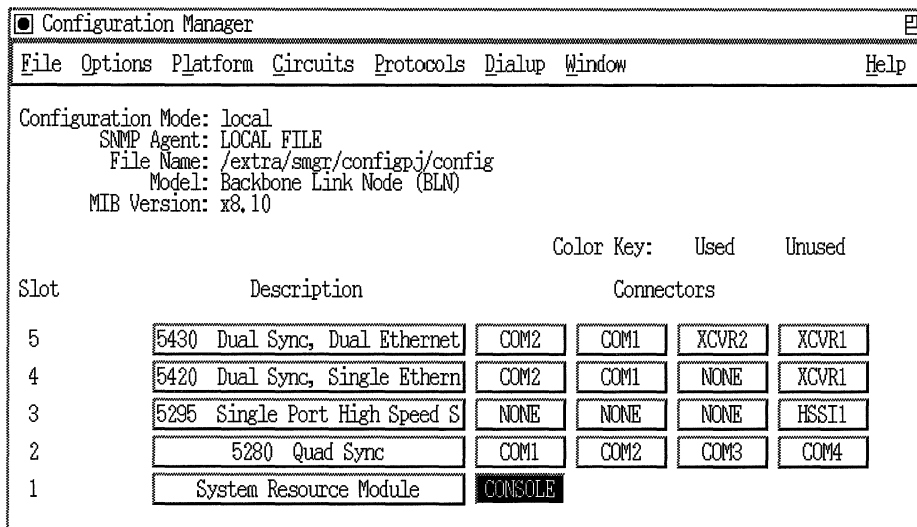 Configuration Manager
File Options Platform Circuits Protocols Dialup Window Help
Configuration Mode: local
SNMP Agent: LOCAL FILE
File Name: /extra/smgr/configpj/config
Model: Backbone Link Node (BLN)
MIB Version: x8.10
Color Key: Used Unused
Slot Description Connectors
5 5430 Dual Sync, Dual Ethernet COM2 COM1 XCVR2 XCVR1
4 5420 Dual Sync, Single Ethern COM2 COM1 NONE XCVR1
3 5295 Single Port High Speed S NONE NONE NONE HSSI1
2 5280 Quad Sync COM1 COM2 COM3 COM4
1 System Resource Module CONSOLE